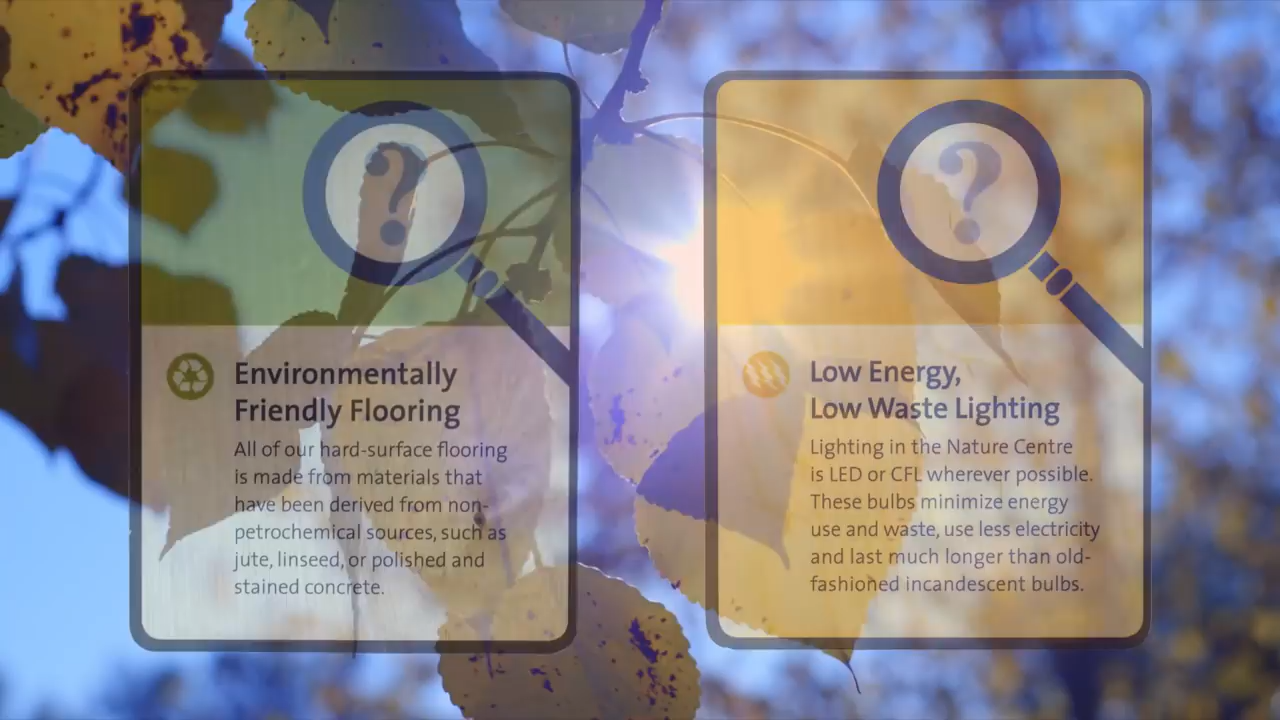 ?
Environmentally
Friendly Flooring
All of our hard-surface flooring
is made from materials that
have been derived from non-
petrochemical sources, such as
jute, linseed, or polished and
stained concrete.
?
Low Energy,
Low Waste Lighting
Lighting in the Nature Centre
is LED or CFL wherever possible.
These bulbs minimize energy
use and waste, use less electricity
and last much longer than old-
fashioned incandescent bulbs.